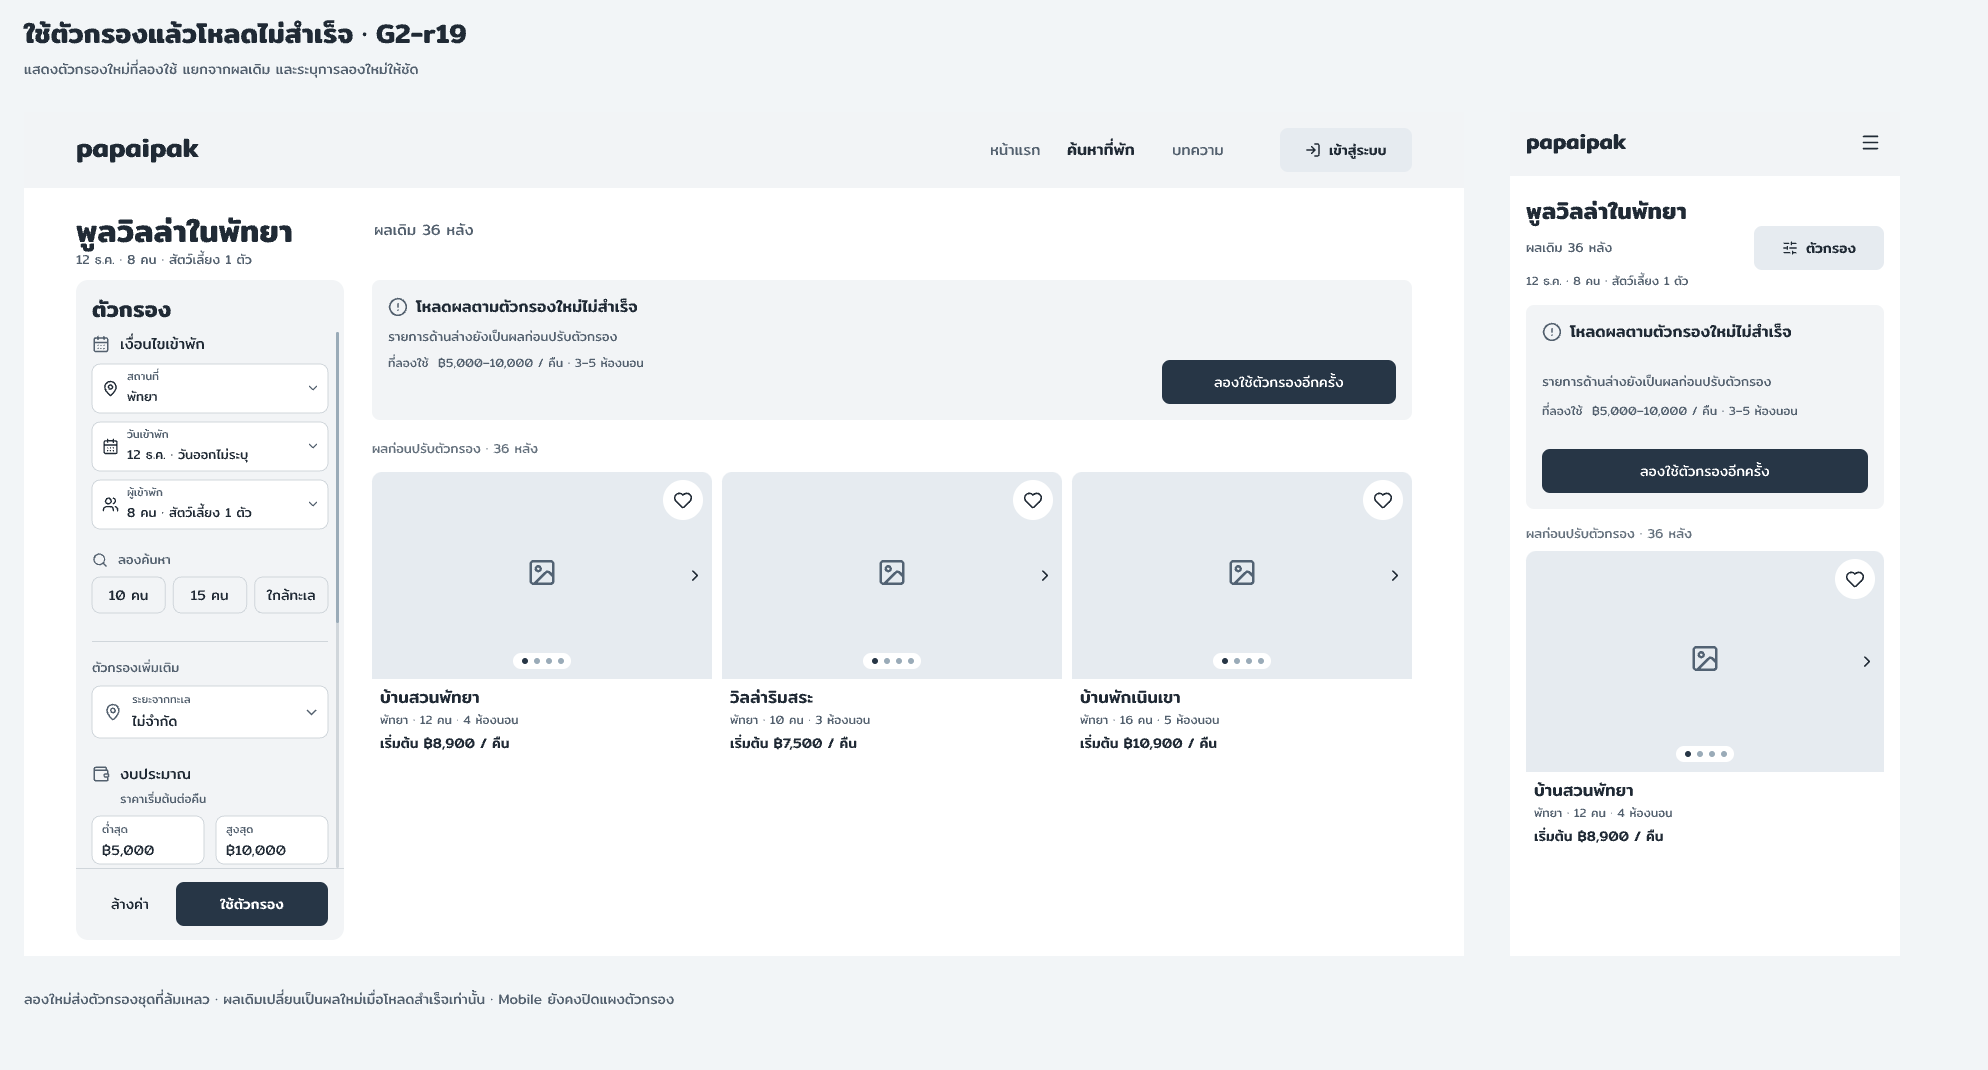 ใช้ตัวกรองแล้วโหลดไม่สำเร็จ · G2-r19
แสดงตัวกรองใหม่ที่ลองใช้ แยกจากผลเดิม และระบุการลองใหม่ให้ชัด
papaipak
หน้าแรก
ค้นหาที่พัก
บทความ
เข้าสู่ระบบ
พูลวิลล่าในพัทยา
12 ธ.ค. · 8 คน · สัตว์เลี้ยง 1 ตัว
ผลเดิม 36 หลัง
ตัวกรอง
เงื่อนไขเข้าพัก
สถานที่
พัทยา
วันเข้าพัก
12 ธ.ค. · วันออกไม่ระบุ
ผู้เข้าพัก
8 คน · สัตว์เลี้ยง 1 ตัว
ลองค้นหา
10 คน
15 คน
ใกล้ทะเล
ตัวกรองเพิ่มเติม
ระยะจากทะเล
ไม่จำกัด
งบประมาณ
ราคาเริ่มต้นต่อคืน
ต่ำสุด
฿5,000
สูงสุด
฿10,000
ล้างค่า
ใช้ตัวกรอง
โหลดผลตามตัวกรองใหม่ไม่สำเร็จ
รายการด้านล่างยังเป็นผลก่อนปรับตัวกรอง
ที่ลองใช้ ฿5,000–10,000 / คืน · 3–5 ห้องนอน
ลองใช้ตัวกรองอีกครั้ง
ผลก่อนปรับตัวกรอง · 36 หลัง
บ้านสวนพัทยา
พัทยา · 12 คน · 4 ห้องนอน
เริ่มต้น ฿8,900 / คืน
วิลล่าริมสระ
พัทยา · 10 คน · 3 ห้องนอน
เริ่มต้น ฿7,500 / คืน
บ้านพักเนินเขา
พัทยา · 16 คน · 5 ห้องนอน
เริ่มต้น ฿10,900 / คืน
papaipak
พูลวิลล่าในพัทยา
ผลเดิม 36 หลัง
ตัวกรอง
12 ธ.ค. · 8 คน · สัตว์เลี้ยง 1 ตัว
โหลดผลตามตัวกรองใหม่ไม่สำเร็จ
รายการด้านล่างยังเป็นผลก่อนปรับตัวกรอง
ที่ลองใช้ ฿5,000–10,000 / คืน · 3–5 ห้องนอน
ลองใช้ตัวกรองอีกครั้ง
ผลก่อนปรับตัวกรอง · 36 หลัง
บ้านสวนพัทยา
พัทยา · 12 คน · 4 ห้องนอน
เริ่มต้น ฿8,900 / คืน
ลองใหม่ส่งตัวกรองชุดที่ล้มเหลว · ผลเดิมเปลี่ยนเป็นผลใหม่เมื่อโหลดสำเร็จเท่านั้น · Mobile ยังคงปิดแผงตัวกรอง